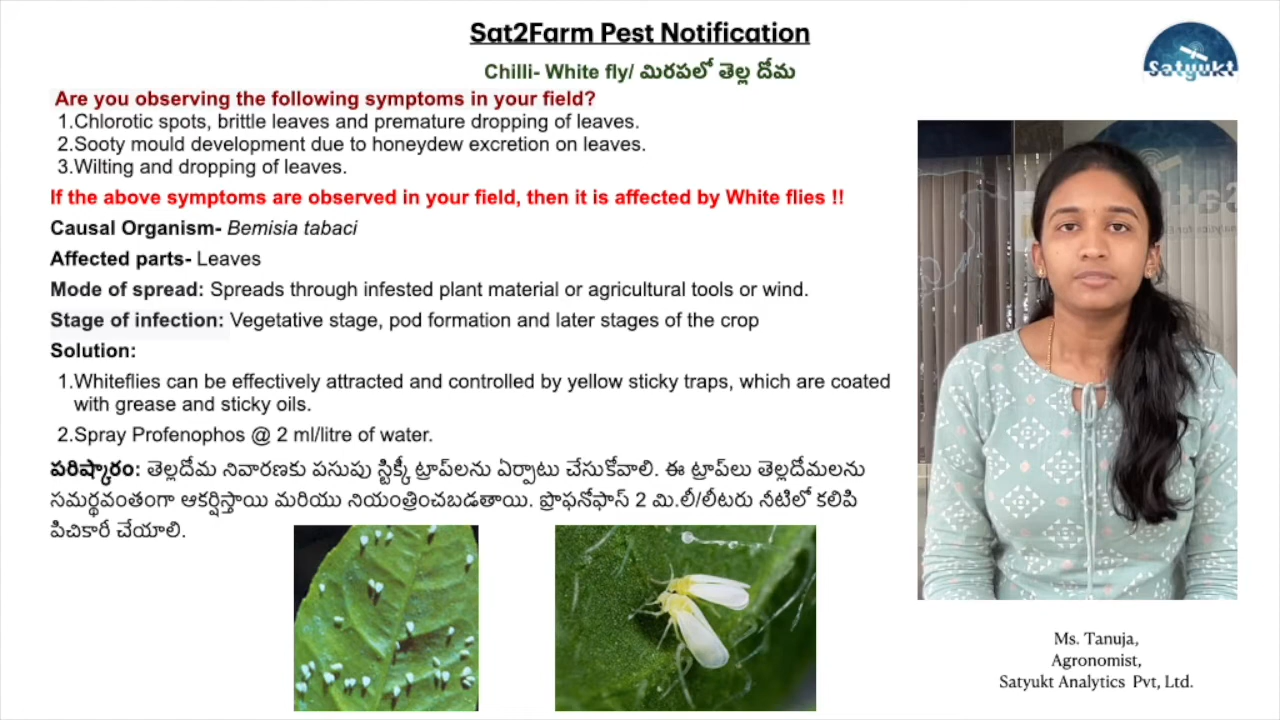 Sat2Farm Pest Notification
Satyukt
Chilli- White fly/ మిరపలో తెల్ల దోమ
Are you observing the following symptoms in your field?
1.Chlorotic spots, brittle leaves and premature dropping of leaves.
2.Sooty mould development due to honeydew excretion on leaves.
3.Wilting and dropping of leaves.
If the above symptoms are observed in your field, then it is affected by White flies !!
Causal Organism- Bemisia tabaci
Affected parts- Leaves
Mode of spread: Spreads through infested plant material or agricultural tools or wind.
Stage of infection: Vegetative stage, pod formation and later stages of the crop
Solution:
1.Whiteflies can be effectively attracted and controlled by yellow sticky traps, which are coated
with grease and sticky oils.
2.Spray Profenophos @ 2 ml/litre of water.
పరిష్కారం: తెల్లదోమ నివారణకు పసుపు స్టిక్కీ ట్రాప్‌లను ఏర్పాటు చేసుకోవాలి. ఈ ట్రాప్‌లు తెల్లదోమలను
సమర్థవంతంగా ఆకర్షిస్తాయి మరియు నియంత్రించబడతాయి. ప్రొఫనోఫాస్ 2 మి.లీ/లీటరు నీటిలో కలిపి
పిచికారీ చేయాలి.
Ms. Tanuja,
Agronomist,
Satyukt Analytics Pvt, Ltd.